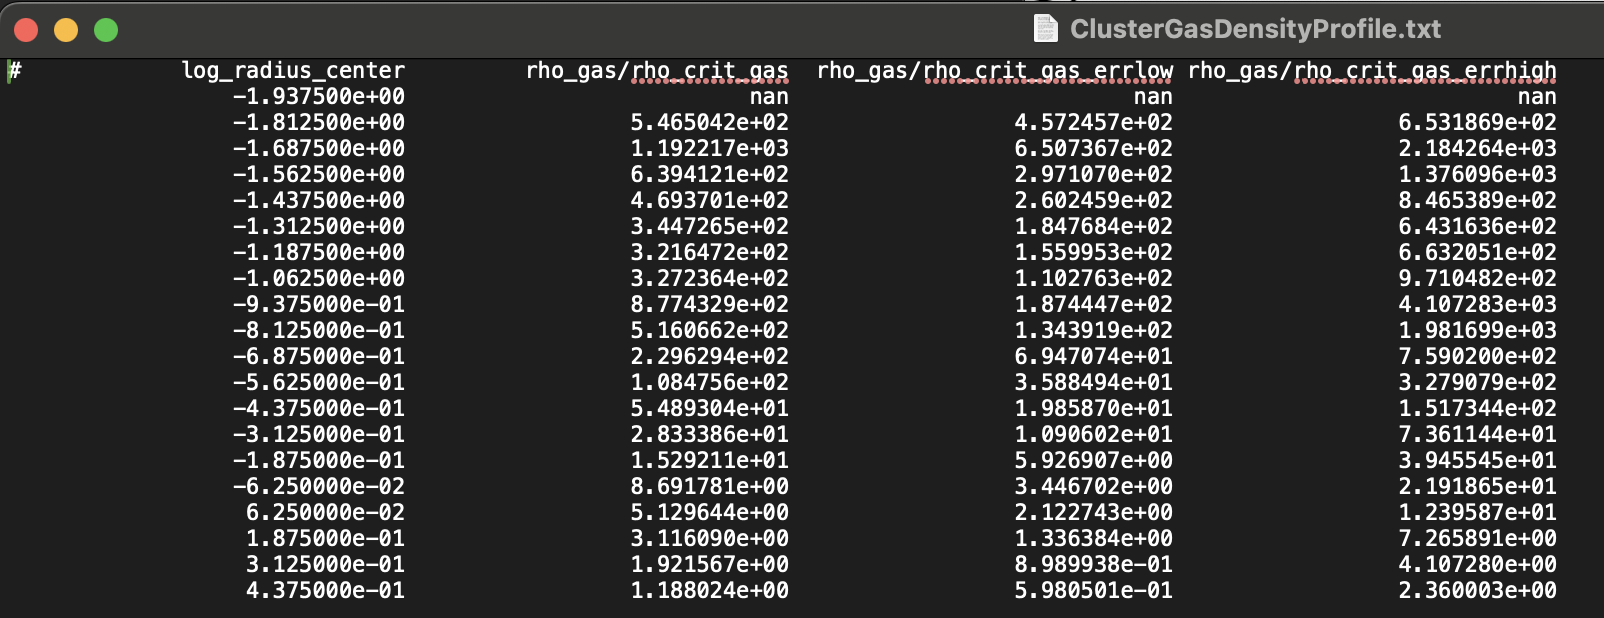 ClusterGasDensityProfile.txt
# log_radius_center rho_gas/rho_crit_gas rho_gas/rho_crit_gas_errlow rho_gas/rho_crit_gas_errhigh
-1.937500e+00 nan nan nan
-1.812500e+00 5.465042e+02 4.572457e+02 6.531869e+02
-1.687500e+00 1.192217e+03 6.507367e+02 2.184264e+03
-1.562500e+00 6.394121e+02 2.971070e+02 1.376096e+03
-1.437500e+00 4.693701e+02 2.602459e+02 8.465389e+02
-1.312500e+00 3.447265e+02 1.847684e+02 6.431636e+02
-1.187500e+00 3.216472e+02 1.559953e+02 6.632051e+02
-1.062500e+00 3.272364e+02 1.102763e+02 9.710482e+02
-9.375000e-01 8.774329e+02 1.874447e+02 4.107283e+03
-8.125000e-01 5.160662e+02 1.343919e+02 1.981699e+03
-6.875000e-01 2.296294e+02 6.947074e+01 7.590200e+02
-5.625000e-01 1.084756e+02 3.588494e+01 3.279079e+02
-4.375000e-01 5.489304e+01 1.985870e+01 1.517344e+02
-3.125000e-01 2.833386e+01 1.090602e+01 7.361144e+01
-1.875000e-01 1.529211e+01 5.926907e+00 3.945545e+01
-6.250000e-02 8.691781e+00 3.446702e+00 2.191865e+01
6.250000e-02 5.129644e+00 2.122743e+00 1.239587e+01
1.875000e-01 3.116090e+00 1.336384e+00 7.265891e+00
3.125000e-01 1.921567e+00 8.989938e-01 4.107280e+00
4.375000e-01 1.188024e+00 5.980501e-01 2.360003e+00